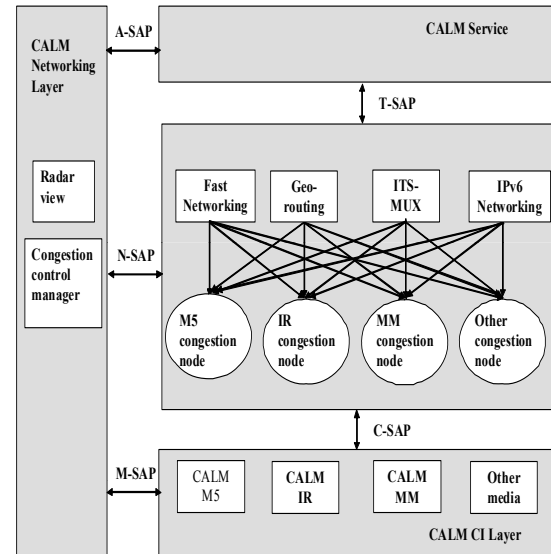 CALM
Networking
Layer
A-SAP
CALM Service
T-SAP
Radar
view
Congestion
control
manager
N-SAP
Fast
Networking
Geo-
routing
ITS-
MUX
IPv6
Networking
M5
congestion
node
IR
congestion
node
MM
congestion
node
Other
congestion
node
C-SAP
M-SAP
CALM
M5
CALM
IR
CALM
MM
Other
media
CALM CI Layer